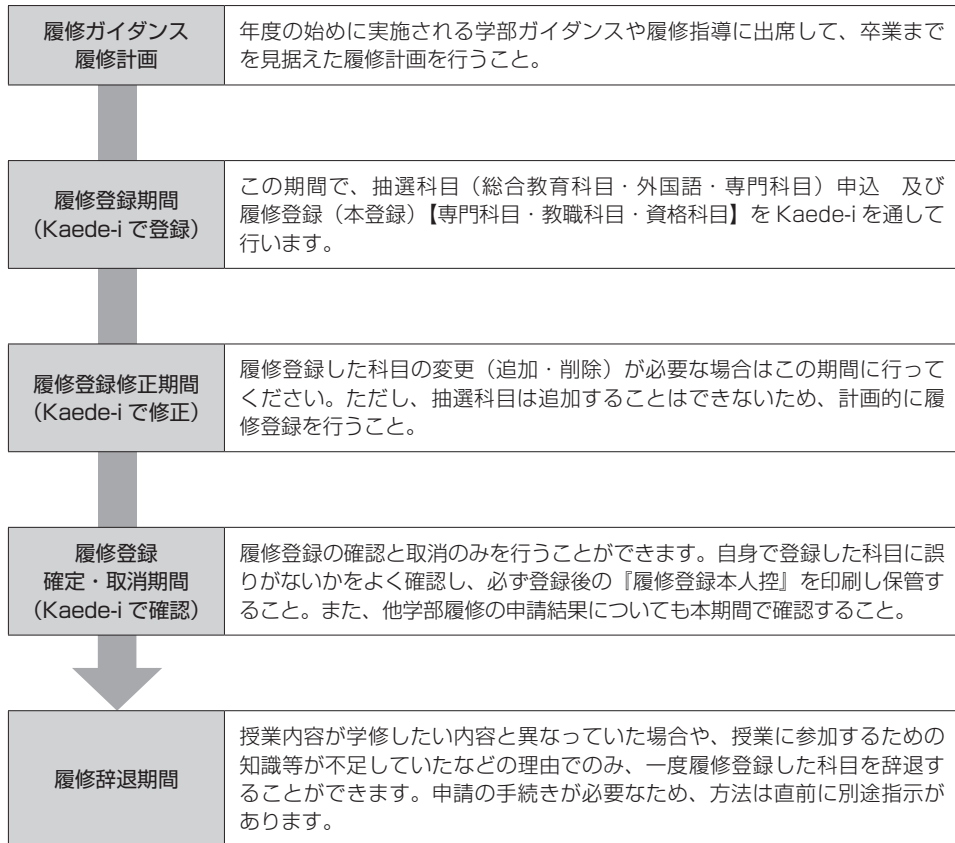 履修ガイダンス
履修計画
年度の始めに実施される学部ガイダンスや履修指導に出席して、卒業まで
を見据えた履修計画を行うこと。
履修登録期間
（Kaede-i で登録）
この期間で、抽選科目（総合教育科目・外国語・専門科目）申込　及び
履修登録（本登録）【専門科目・教職科目・資格科目】を Kaede-i を通して
行います。
履修登録修正期間
（Kaede-i で修正）
履修登録した科目の変更（追加・削除）が必要な場合はこの期間に行って
ください。ただし、抽選科目は追加することはできないため、計画的に履
修登録を行うこと。
履修登録
確定・取消期間
（Kaede-i で確認）
履修登録の確認と取消のみを行うことができます。自身で登録した科目に誤
りがないかをよく確認し、必ず登録後の『履修登録本人控』を印刷し保管す
ること。また、他学部履修の申請結果についても本期間で確認すること。
履修辞退期間
授業内容が学修したい内容と異なっていた場合や、授業に参加するための
知識等が不足していたなどの理由でのみ、一度履修登録した科目を辞退す
ることができます。申請の手続きが必要なため、方法は直前に別途指示が
あります。